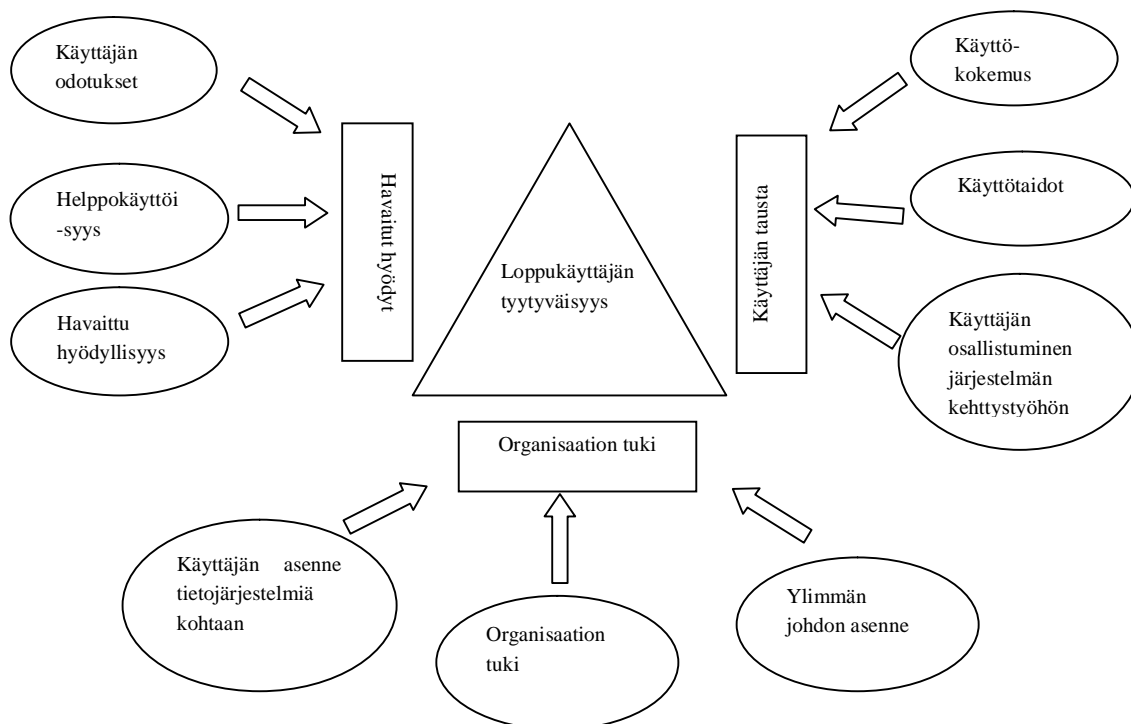 Käyttäjän
odotukset
Helppokäyttöi
-syys
Havaittu
hyödyllisyys
Havaitut hyödyt
Loppukäyttäjän
tyytyväisyys
Käyttäjän tausta
Käyttö-
kokemus
Käyttötaidot
Käyttäjän
osallistuminen
järjestelmän
kehttystyöhön
Organisaation tuki
Käyttäjän asenne
tietojärjestelmiä
kohtaan
Organisaation
tuki
Ylimmän
johdon asenne